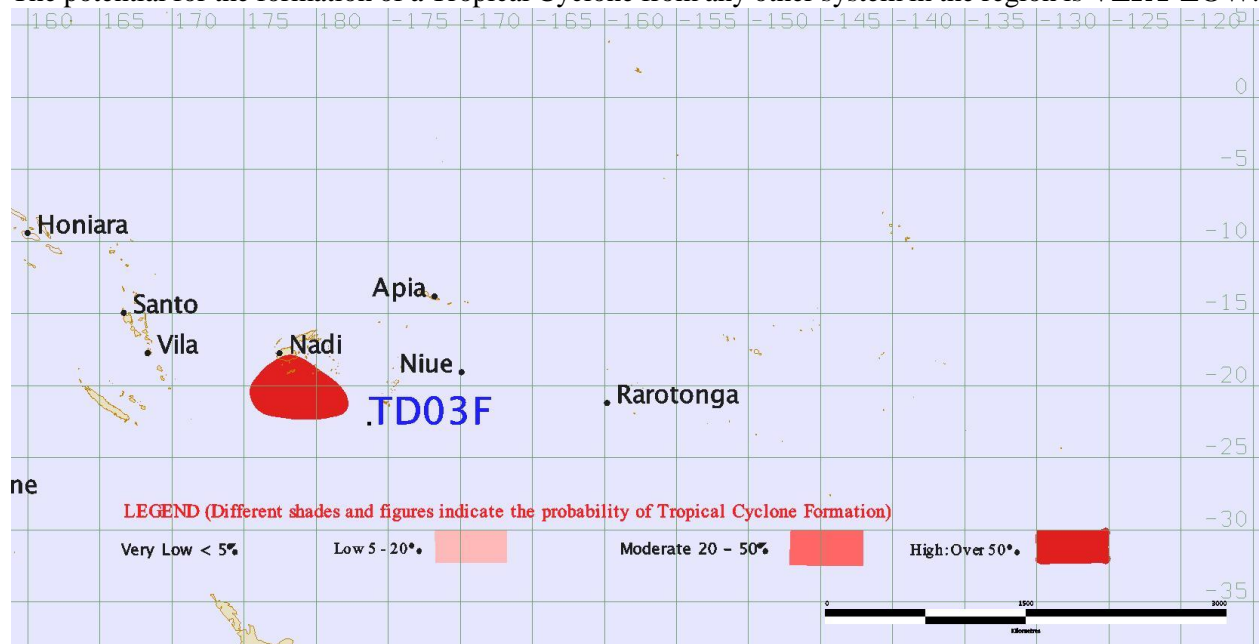 The potential for the formation of a Tropical Cyclone from any other system in the region is VERY LOW.
160 165 170 175 180 -175 -170 -165 -160 -155 -150 -145 -140 -135 -130 -125 -120
0
-5
Honiara
-10
Apia
Santo
-15
Vila
Nadi
Niue
-20
Rarotonga
TD03F
-25
ne
LEGEND (Different shades and figures indicate the probability of Tropical Cyclone Formation)
-30
Very Low < 5% Low 5 - 20% Moderate 20 - 50% High:Over 50%
-35
0 1500 3000
Kilometres